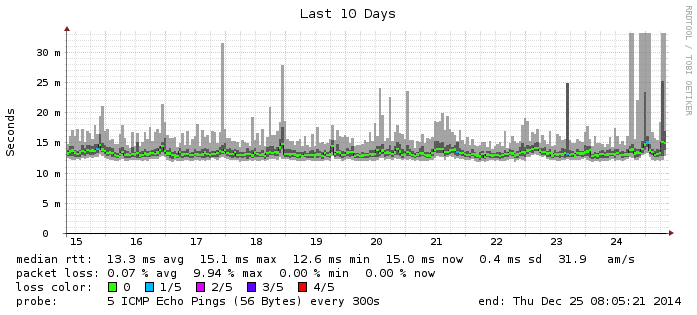 Last 10 Days
RRDTOOL / TOBI OETIKER
Seconds
30 m
25 m
20 m
15 m
10 m
5 m
0
15 16 17 18 19 20 21 22 23 24
median rtt: 13.3 ms avg 15.1 ms max 12.6 ms min 15.0 ms now 0.4 ms sd 31.9 am/s
packet loss: 0.07 % avg 9.94 % max 0.00 % min 0.00 % now
loss color: 0 1/5 2/5 3/5 4/5
probe: 5 ICMP Echo Pings (56 Bytes) every 300s end: Thu Dec 25 08:05:21 2014